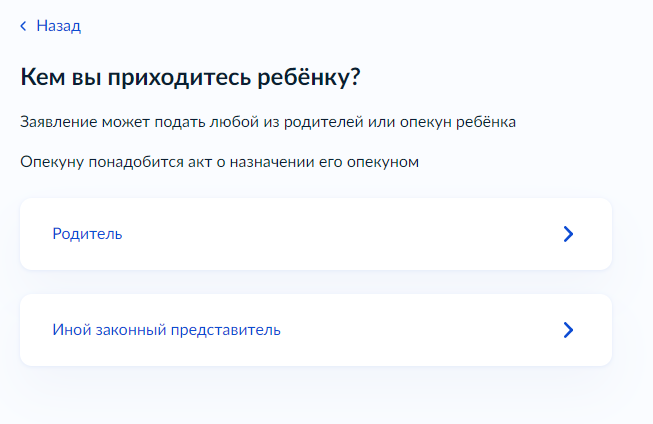 Назад
Кем вы приходитесь ребёнку?
Заявление может подать любой из родителей или опекун ребёнка
Опекуну понадобится акт о назначении его опекуном
Родитель
Иной законный представитель